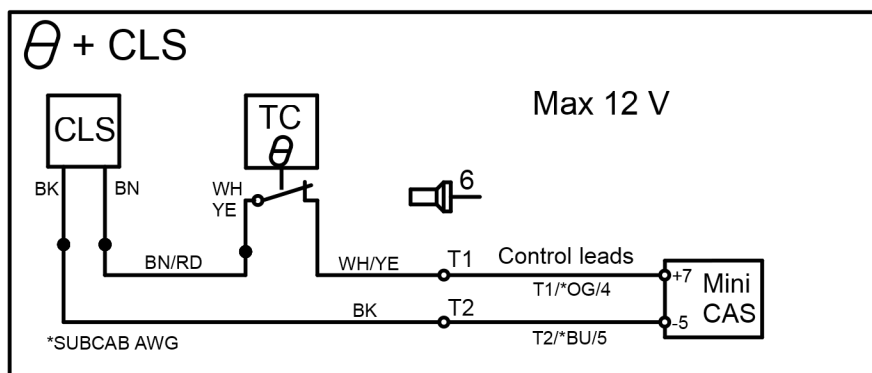 θ + CLS
CLS
TC
θ
Max 12 V
BK
BN
WH
YE
6
BN/RD
WH/YE
T1
Control leads
T1/*OG/4
+7
Mini
CAS
BK
T2
T2/*BU/5
-5
*SUBCAB AWG